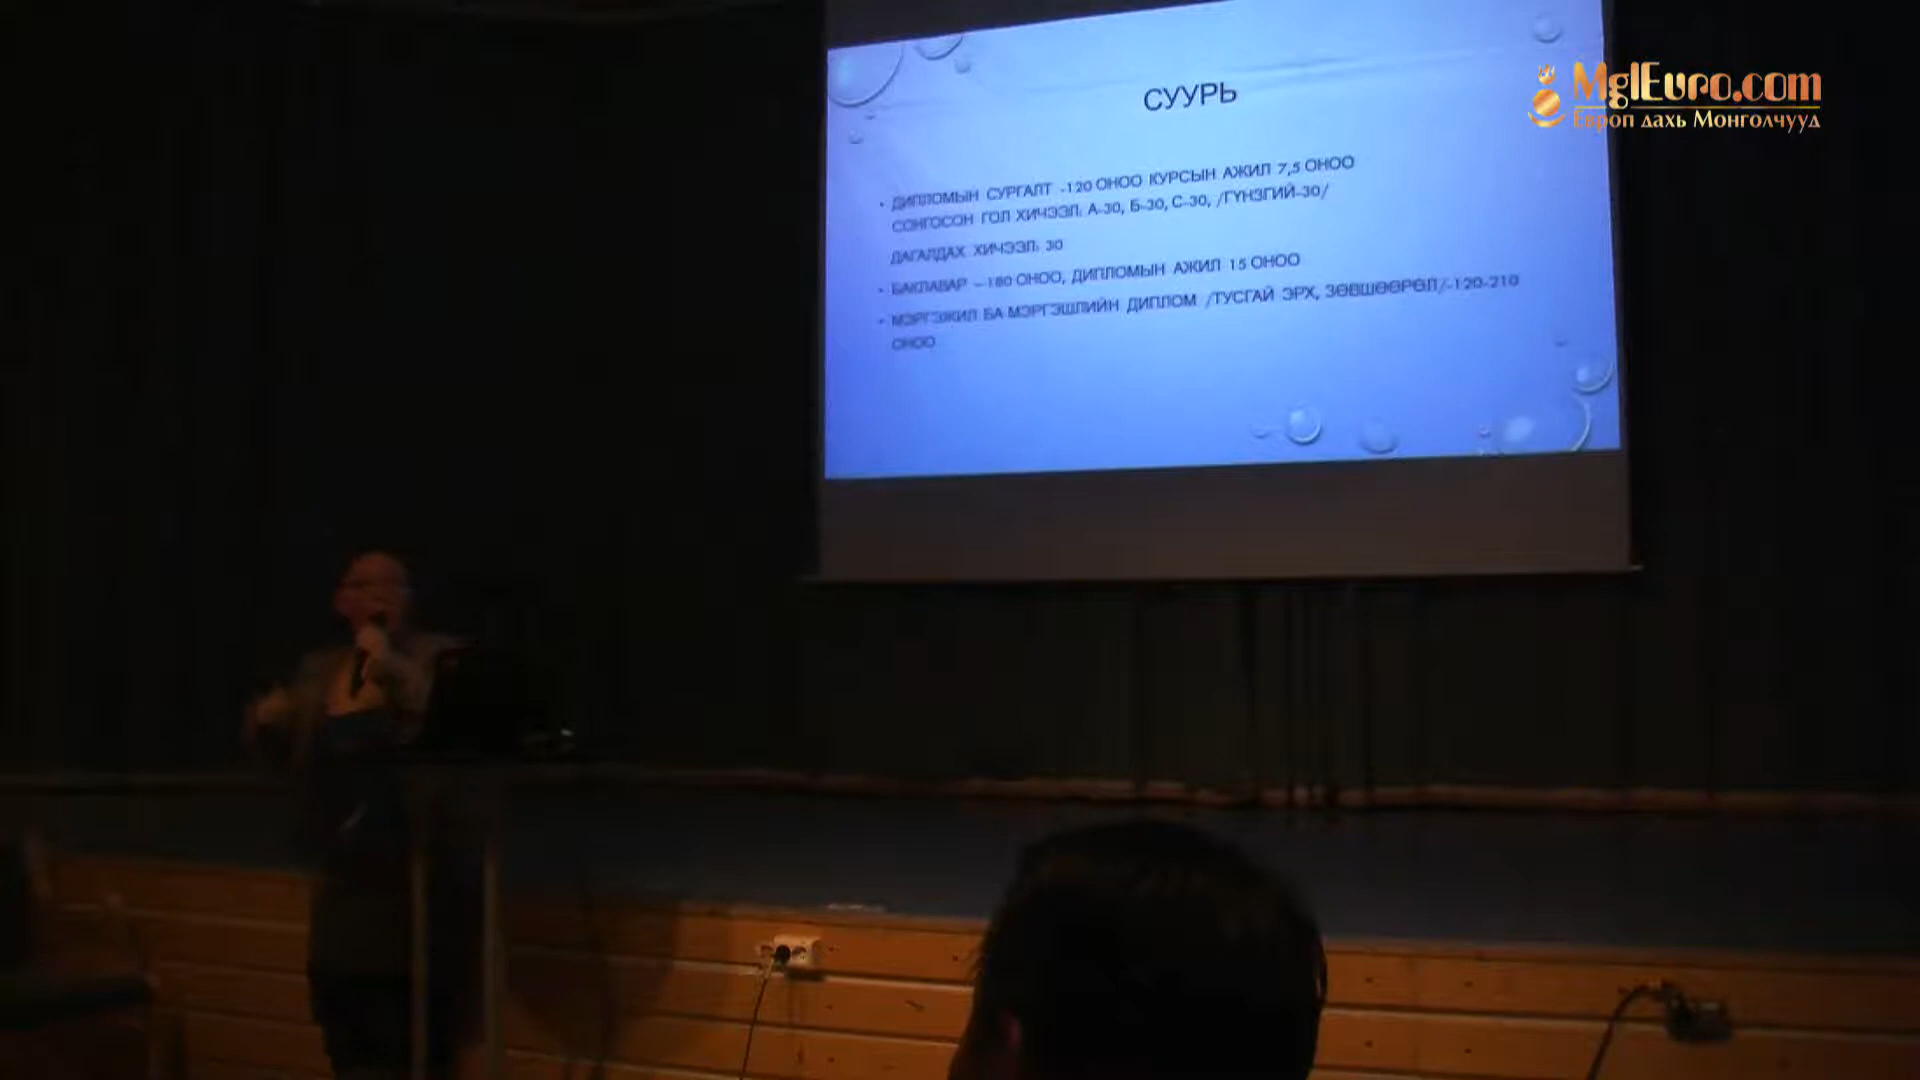 СУУРЬ
MglEuro.com
Европ дахь Монголчууд
• ДИПЛОМЫН СУРГАЛТ -120 ОНОО КУРСЫН АЖИЛ 7,5 ОНОО
СОНГОСОН ГОЛ ХИЧЭЭЛ: А-30, Б-30, С-30, /ГҮНЗГИЙ-30/
ДАГАЛДАХ ХИЧЭЭЛ: 30
• БАКЛАВАР –180 ОНОО, ДИПЛОМЫН АЖИЛ 15 ОНОО
• МЭРГЭЖИЛ БА МЭРГЭШЛИЙН ДИПЛОМ /ТУСГАЙ ЭРХ, ЗӨВШӨӨРӨЛ/-120-210
ОНОО